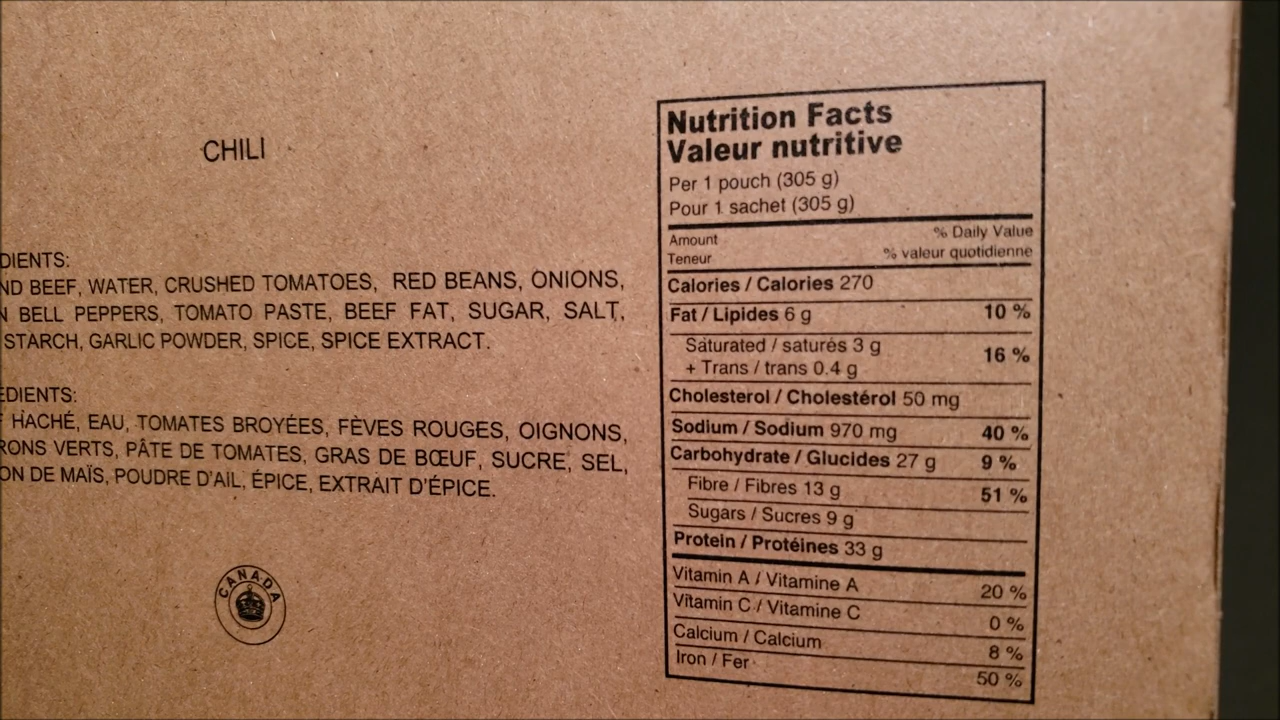 CHILI
DIENTS:
ND BEEF, WATER, CRUSHED TOMATOES, RED BEANS, ONIONS,
N BELL PEPPERS, TOMATO PASTE, BEEF FAT, SUGAR, SALT,
STARCH, GARLIC POWDER, SPICE, SPICE EXTRACT.
EDIENTS:
F HACHÉ, EAU, TOMATES BROYÉES, FÈVES ROUGES, OIGNONS,
RONS VERTS, PÂTE DE TOMATES, GRAS DE BŒUF, SUCRE, SEL,
ON DE MAÏS, POUDRE D'AIL, ÉPICE, EXTRAIT D'ÉPICE.
CANADA
Nutrition Facts
Valeur nutritive
Per 1 pouch (305 g)
Pour 1 sachet (305 g)
Amount % Daily Value
Teneur % valeur quotidienne
Calories / Calories 270
Fat / Lipides 6 g 10 %
Saturated / saturés 3 g
+ Trans / trans 0.4 g 16 %
Cholesterol / Cholestérol 50 mg
Sodium / Sodium 970 mg 40 %
Carbohydrate / Glucides 27 g 9 %
Fibre / Fibres 13 g 51 %
Sugars / Sucres 9 g
Protein / Protéines 33 g
Vitamin A / Vitamine A 20 %
Vitamin C / Vitamine C 0 %
Calcium / Calcium 8 %
Iron / Fer 50 %